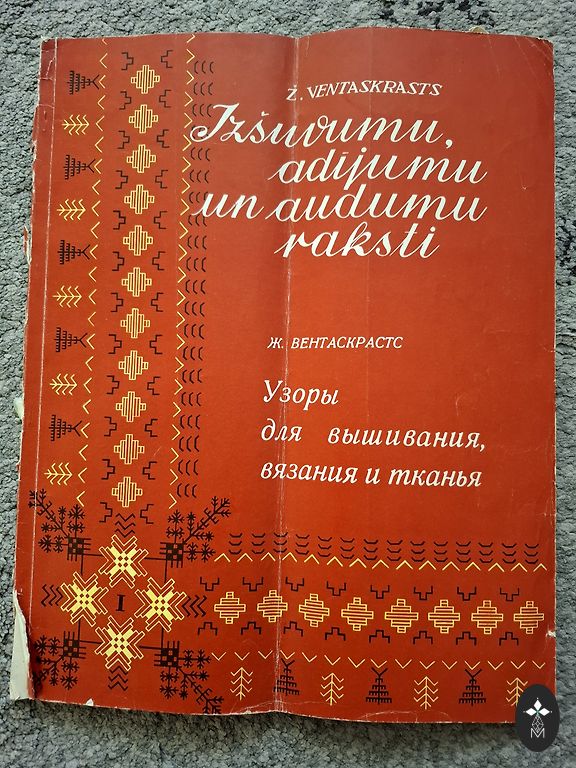 Ž. VENTASKRASTS
Izšuvumu,
adījumu
un audumu
raksti
Ж. ВЕНТАСКРАСТС
Узоры
для вышивания,
вязания и тканья
I
M